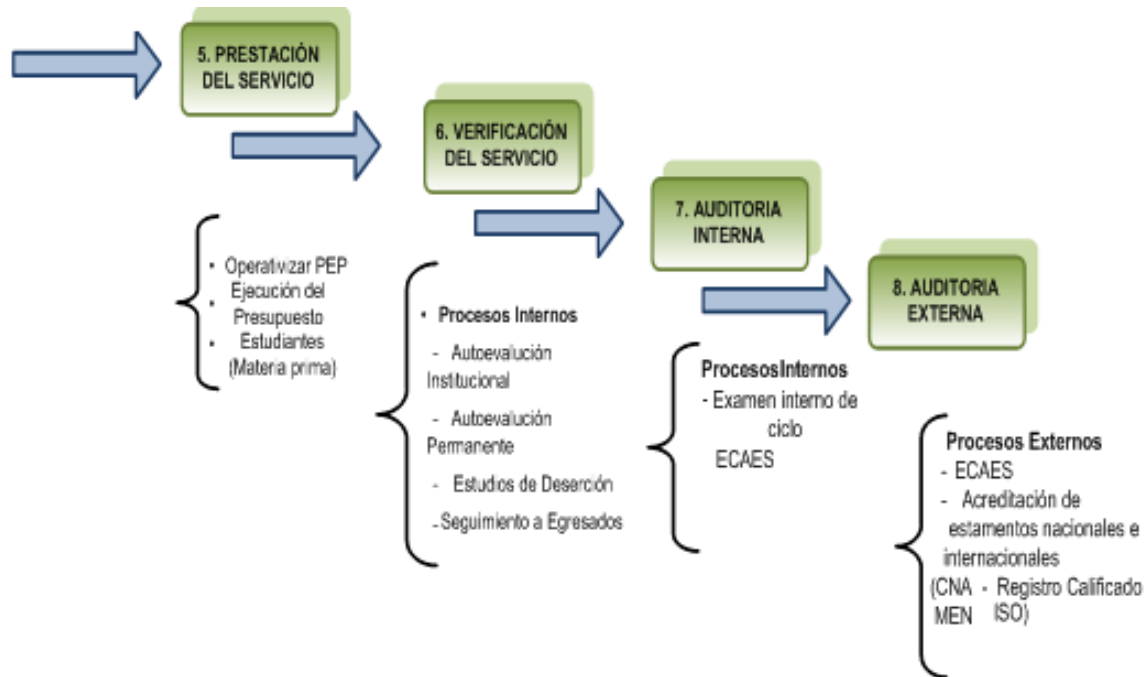 5. PRESTACIÓN
DEL SERVICIO
6. VERIFICACIÓN
DEL SERVICIO
7. AUDITORIA
INTERNA
8. AUDITORIA
EXTERNA
• Operativizar PEP
Ejecución del
•
Presupuesto
• Estudiantes
(Materia prima)
• Procesos Internos
- Autoevalución
Institucional
- Autoevalución
Permanente
- Estudios de Deserción
-Seguimiento a Egresados
ProcesosInternos
- Examen interno de
ciclo
ECAES
Procesos Externos
- ECAES
- Acreditación de
estamentos nacionales e
internacionales
(CNA - Registro Calificado
MEN ISO)